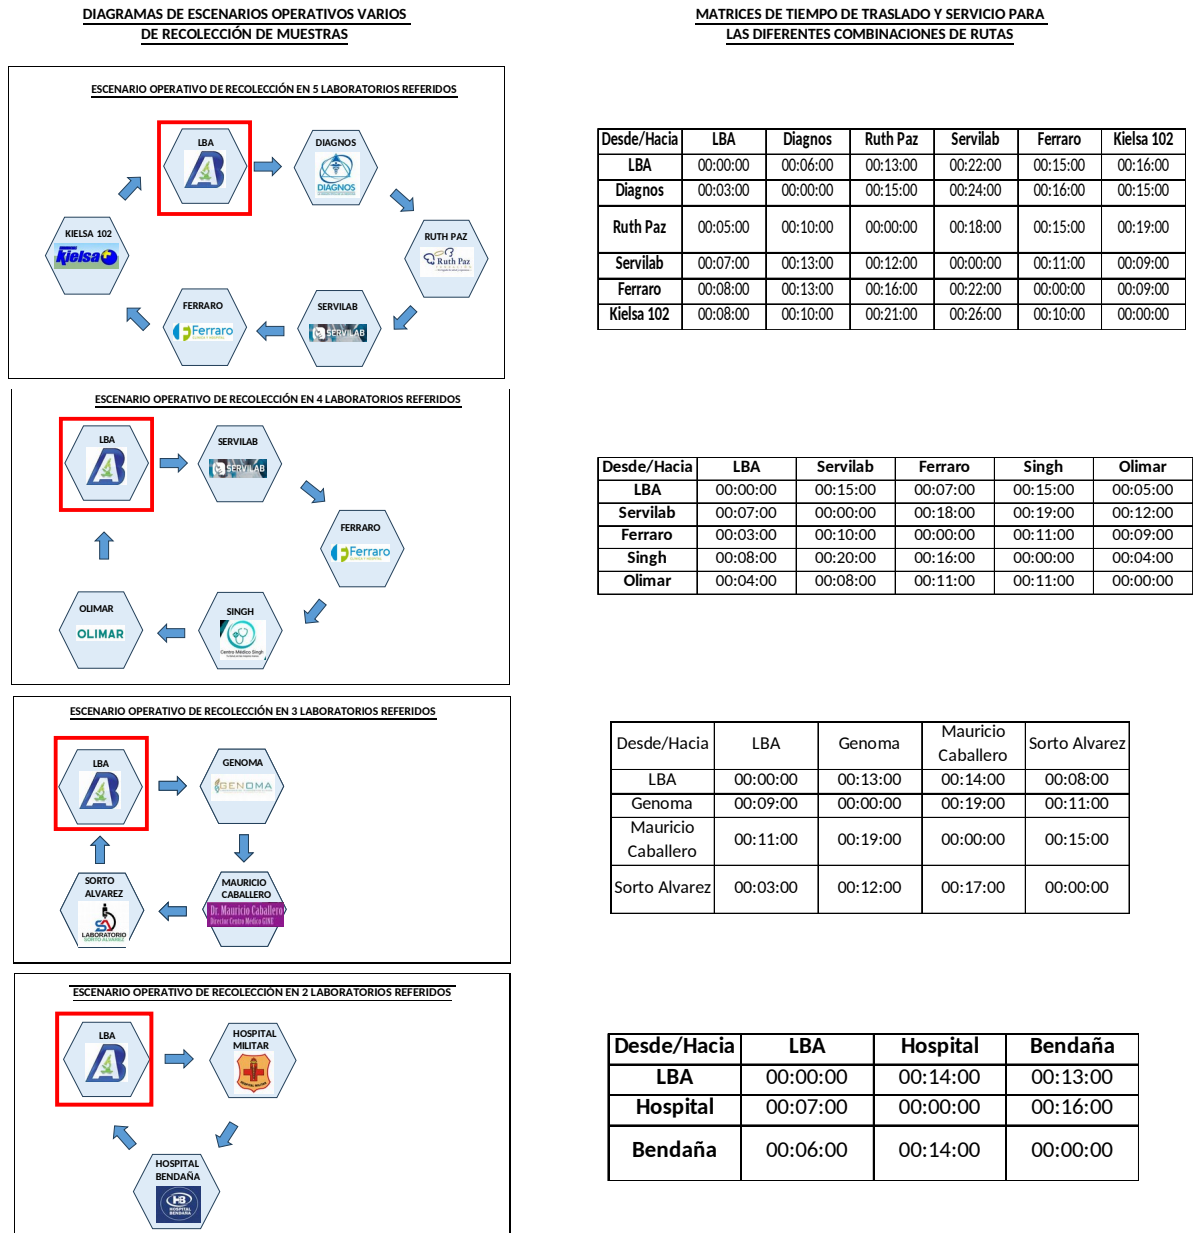 DIAGRAMAS DE ESCENARIOS OPERATIVOS VARIOS
DE RECOLECCIÓN DE MUESTRAS
MATRICES DE TIEMPO DE TRASLADO Y SERVICIO PARA
LAS DIFERENTES COMBINACIONES DE RUTAS
ESCENARIO OPERATIVO DE RECOLECCIÓN EN 5 LABORATORIOS REFERIDOS
LBA
DIAGNOS
DIAGNOS
KIELSA 102
Kielsa
RUTH PAZ
Ruth Paz
FERRARO
Ferraro
SERVILAB
SERVILAB
Desde/Hacia LBA Diagnos Ruth Paz Servilab Ferraro Kielsa 102
LBA 00:00:00 00:06:00 00:13:00 00:22:00 00:15:00 00:16:00
Diagnos 00:03:00 00:00:00 00:15:00 00:24:00 00:16:00 00:15:00
Ruth Paz 00:05:00 00:10:00 00:00:00 00:18:00 00:15:00 00:19:00
Servilab 00:07:00 00:13:00 00:12:00 00:00:00 00:11:00 00:09:00
Ferraro 00:08:00 00:13:00 00:16:00 00:22:00 00:00:00 00:09:00
Kielsa 102 00:08:00 00:10:00 00:21:00 00:26:00 00:10:00 00:00:00
ESCENARIO OPERATIVO DE RECOLECCIÓN EN 4 LABORATORIOS REFERIDOS
LBA
SERVILAB
SERVILAB
FERRARO
Ferraro
OLIMAR
OLIMAR
SINGH
Centro Médico Singh
Desde/Hacia LBA Servilab Ferraro Singh Olimar
LBA 00:00:00 00:15:00 00:07:00 00:15:00 00:05:00
Servilab 00:07:00 00:00:00 00:18:00 00:19:00 00:12:00
Ferraro 00:03:00 00:10:00 00:00:00 00:11:00 00:09:00
Singh 00:08:00 00:20:00 00:16:00 00:00:00 00:04:00
Olimar 00:04:00 00:08:00 00:11:00 00:11:00 00:00:00
ESCENARIO OPERATIVO DE RECOLECCIÓN EN 3 LABORATORIOS REFERIDOS
LBA
GENOMA
GENOMA
SORTO
ALVAREZ
LABORATORIO
SORTO ALVAREZ
MAURICIO
CABALLERO
Dr. Mauricio Caballero
Director Centro Médico GINE
Desde/Hacia LBA Genoma Mauricio Caballero Sorto Alvarez
LBA 00:00:00 00:13:00 00:14:00 00:08:00
Genoma 00:09:00 00:00:00 00:19:00 00:11:00
Mauricio Caballero 00:11:00 00:19:00 00:00:00 00:15:00
Sorto Alvarez 00:03:00 00:12:00 00:17:00 00:00:00
ESCENARIO OPERATIVO DE RECOLECCIÓN EN 2 LABORATORIOS REFERIDOS
LBA
HOSPITAL
MILITAR
HOSPITAL MILITAR
HOSPITAL
BENDAÑA
HB
HOSPITAL
BENDAÑA
Desde/Hacia LBA Hospital Bendaña
LBA 00:00:00 00:14:00 00:13:00
Hospital 00:07:00 00:00:00 00:16:00
Bendaña 00:06:00 00:14:00 00:00:00